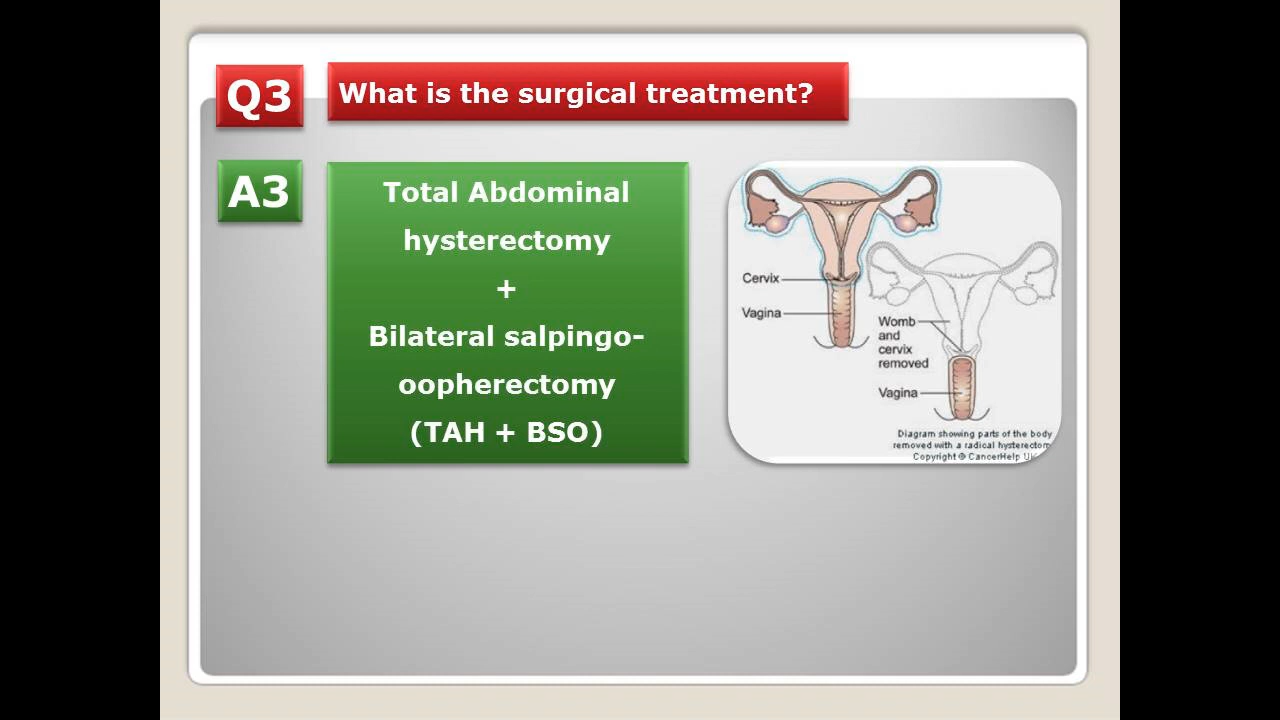 Q3
What is the surgical treatment?
A3
Total Abdominal
hysterectomy
+
Bilateral salpingo-
oopherectomy
(TAH + BSO)
Cervix
Vagina
Womb
and
cervix
removed
Vagina
Diagram showing parts of the body
removed with a radical hysterectom
Copyright © CancerHelp UK